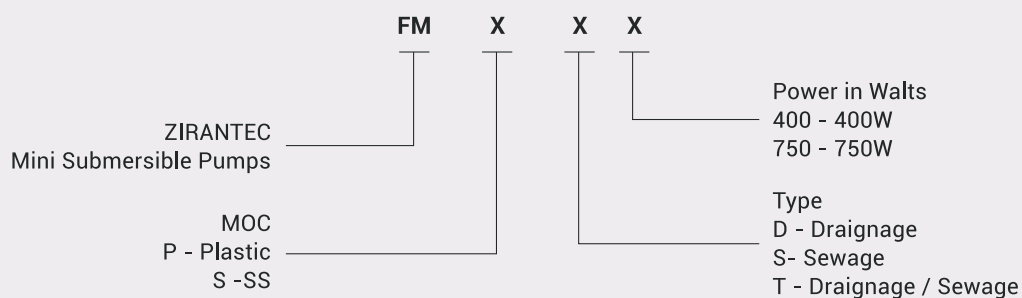 FM X X X
ZIRANTEC
Mini Submersible Pumps
MOC
P - Plastic
S -SS
Power in Walts
400 - 400W
750 - 750W
Type
D - Draignage
S- Sewage
T - Draignage / Sewage